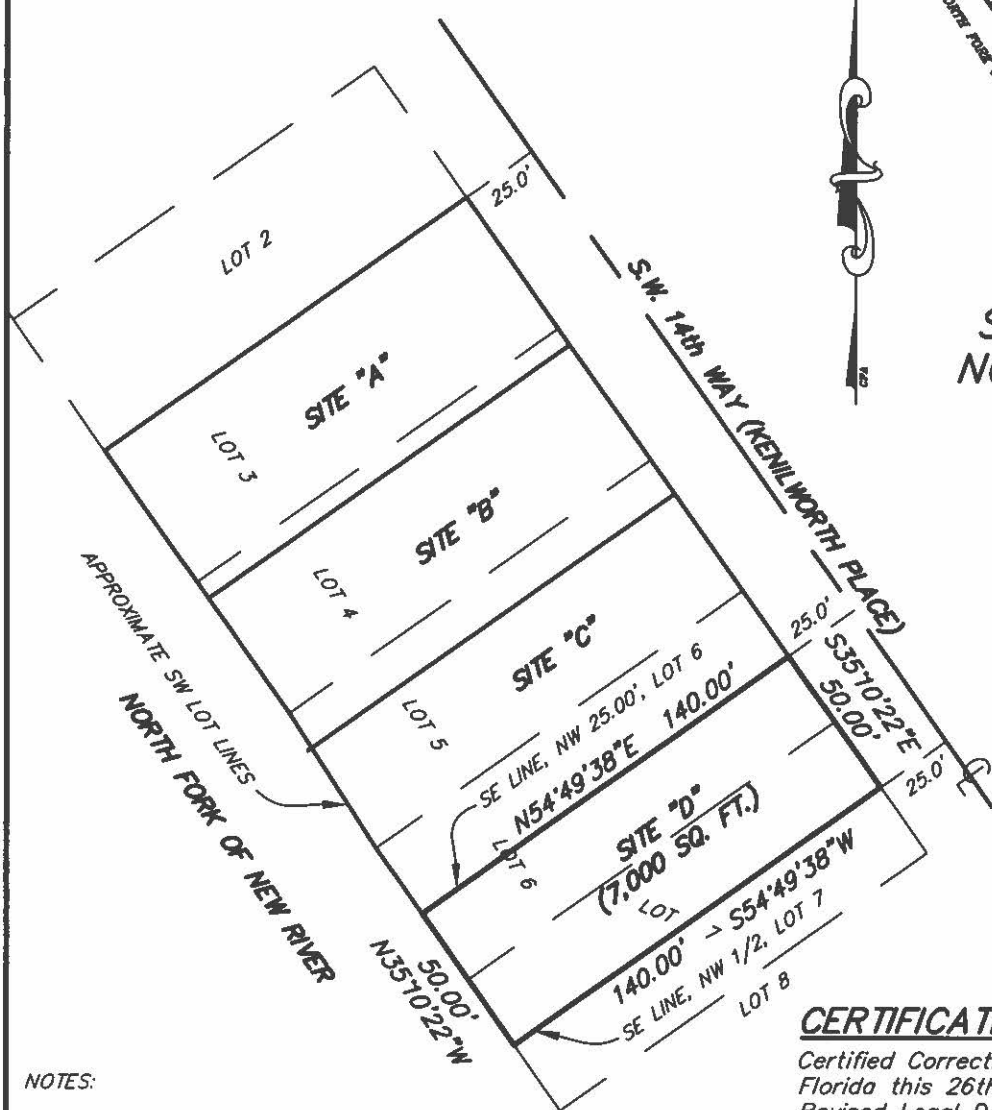 25.0'
LOT 2
S.W. 14th WAY (KENILWORTH PLACE)
SITE "A"
LOT 3
SITE "B"
LOT 4
APPROXIMATE SW LOT LINES
SITE "C"
LOT 5
25.0'
S35°10'22"E
50.00'
SE LINE, NW 25.00', LOT 6
N54°49'38"E 140.00'
NORTH FORK OF NEW RIVER
25.0'
SITE "D"
(7,000 SQ. FT.)
LOT 6
LOT
140.00' S54°49'38"W
SE LINE, NW 1/2, LOT 7
LOT 8
50.00'
N35°10'22"W
NOTES:
Certified Correct
Florida this 26th